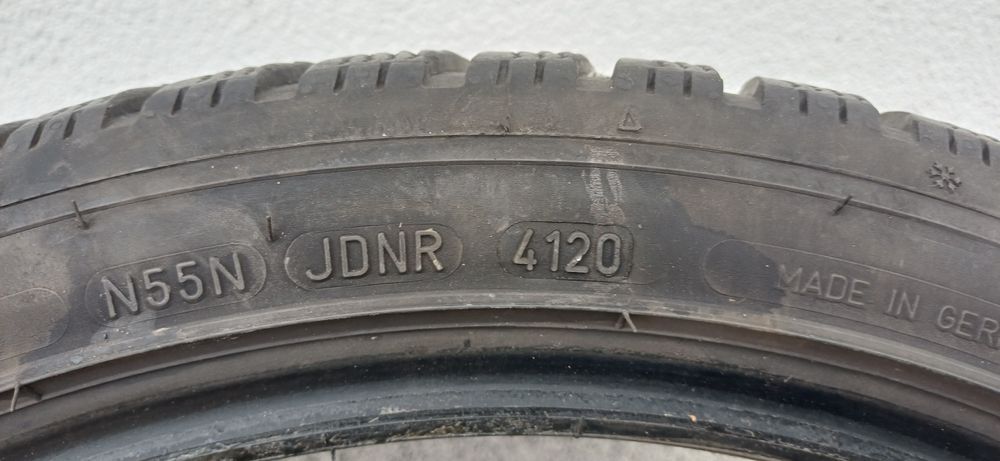 N55N JDNR 4120 MADE IN GER